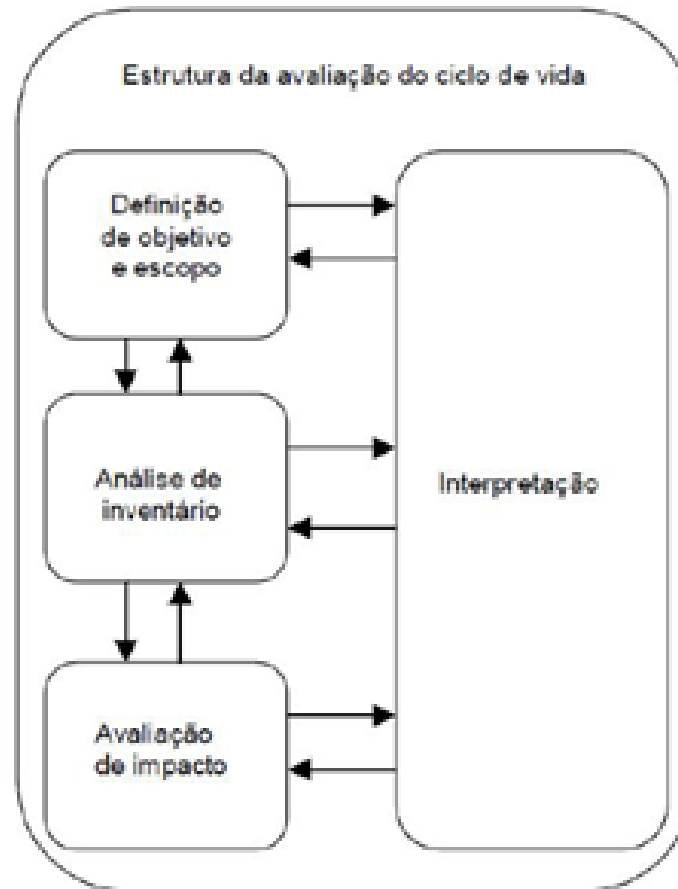 Estrutura da avaliação do ciclo de vida
Definição
de objetivo
e escopo
Análise de
inventário
Interpretação
Avaliação
de impacto